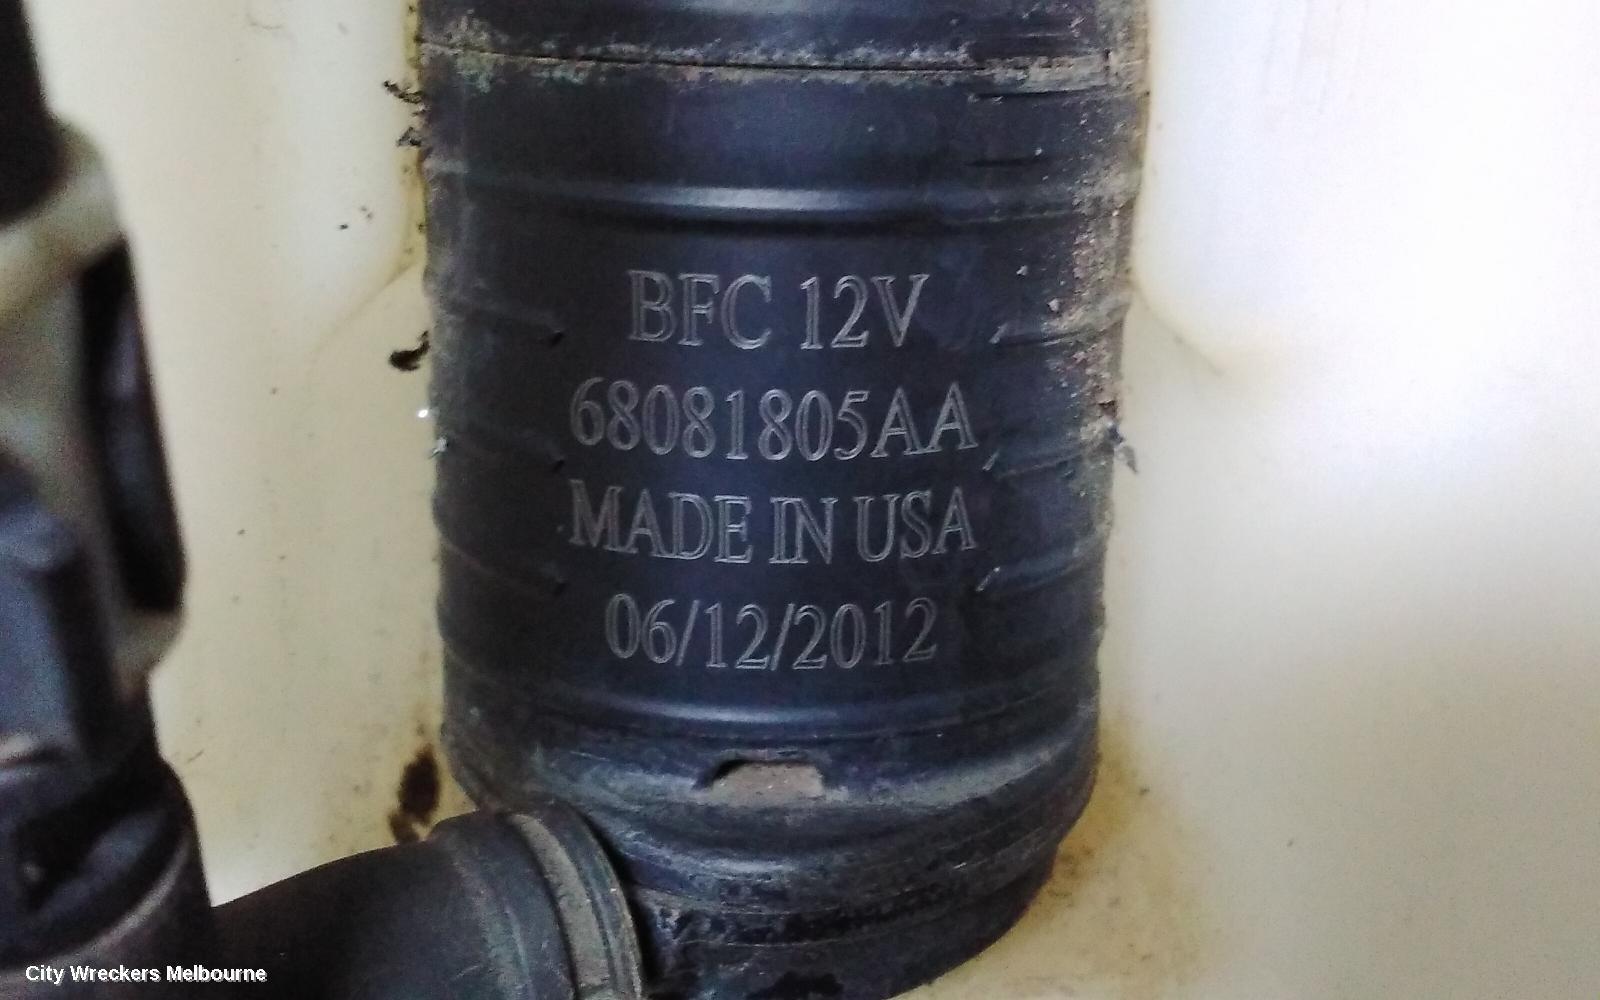 BFC 12V
68081805AA
MADE IN USA
06/12/2012
City Wreckers Melbourne